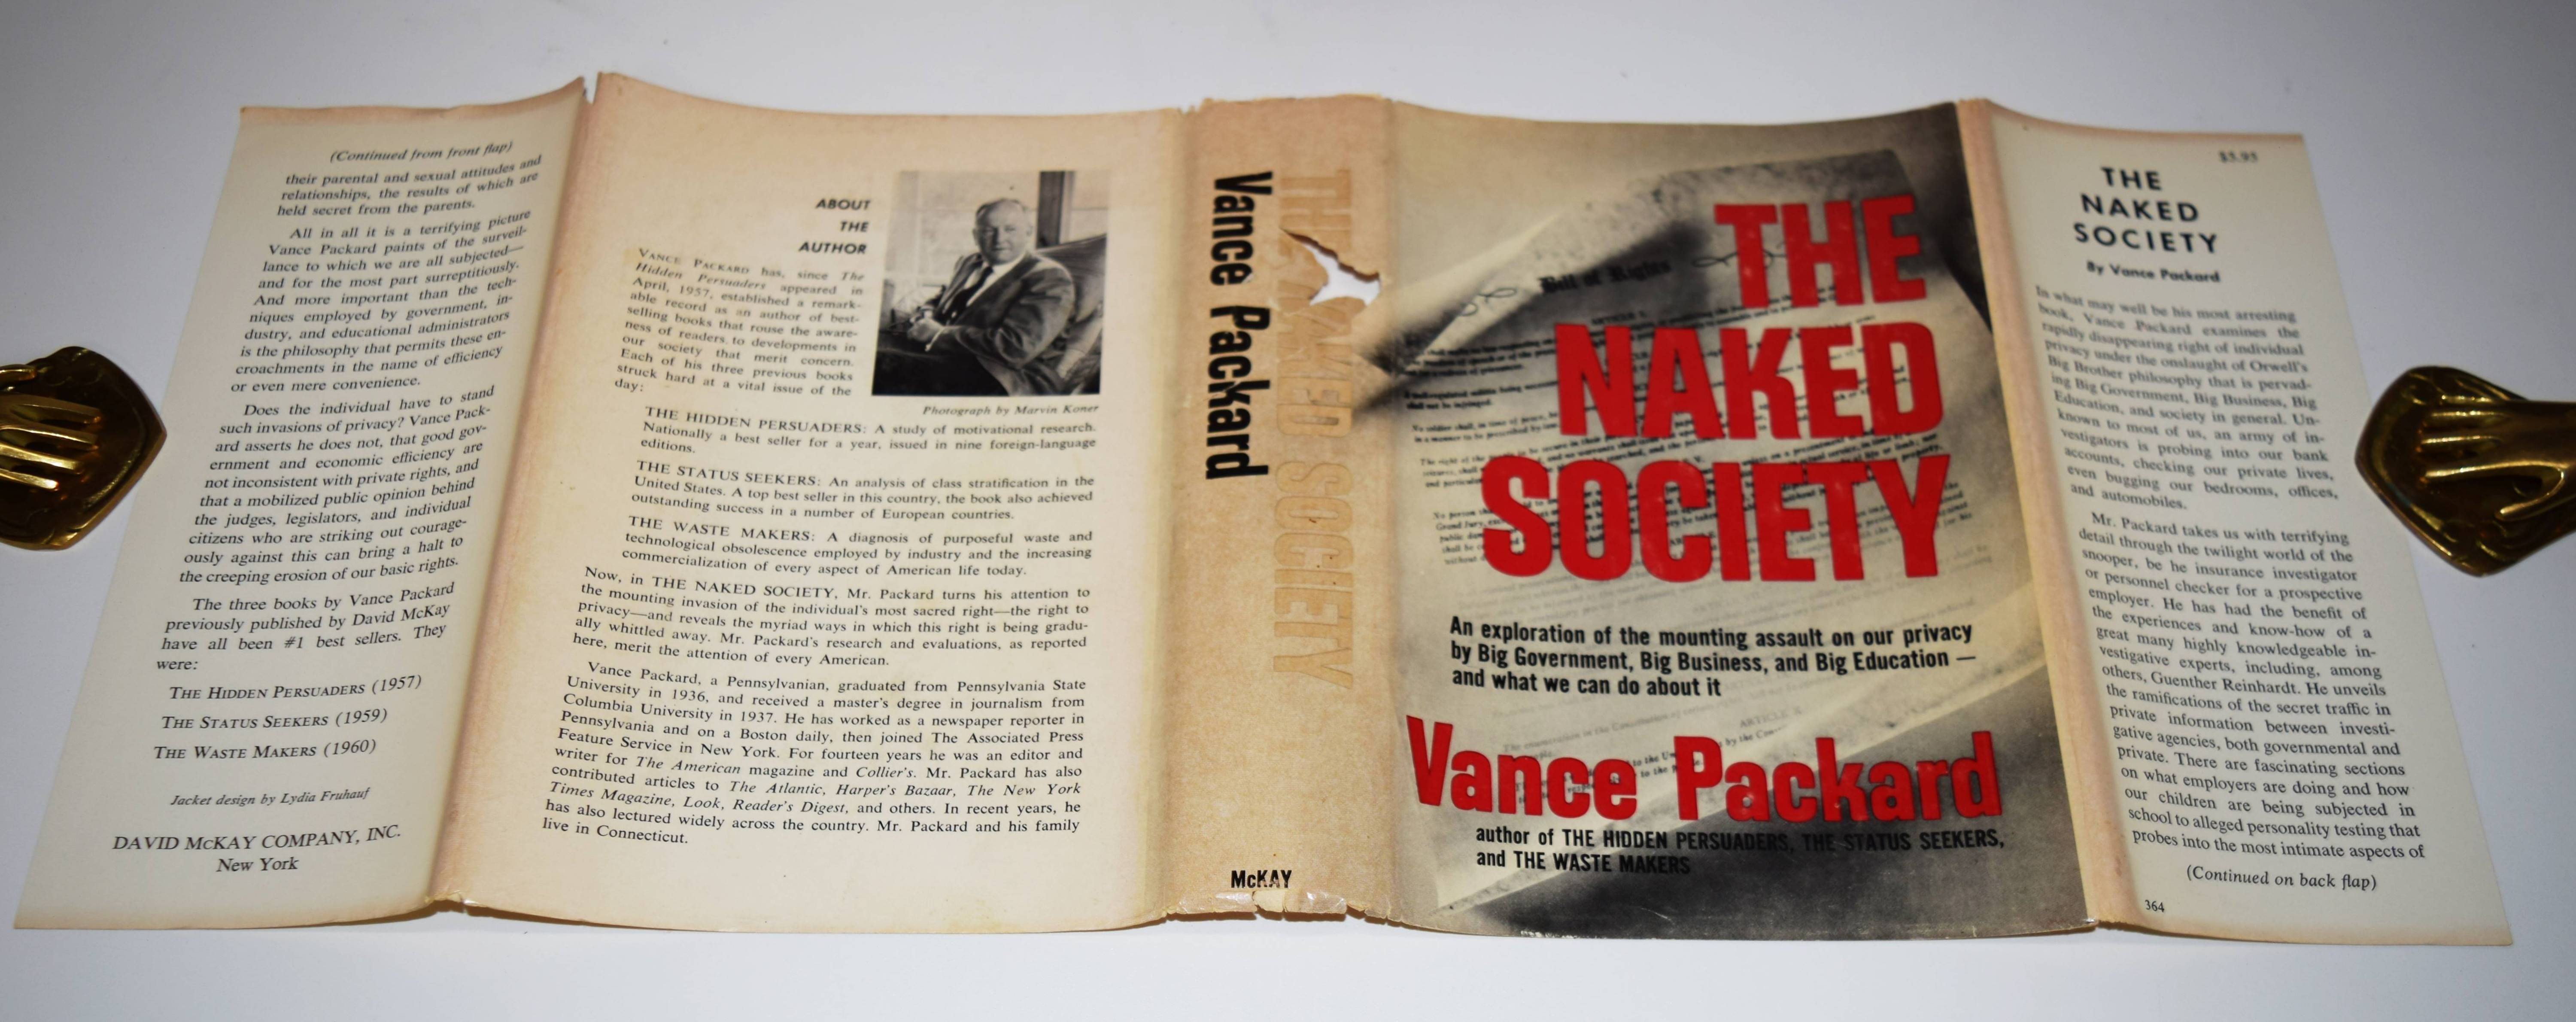 (Continued from front flap)
their parental and sexual attitudes and
relationships, the results of which are
held secret from the parents.
All in all it is a terrifying picture
Vance Packard paints of the surveil-
lance to which we are all subjected—
and for the most part surreptitiously.
And more important than the tech-
niques employed by government, in-
dustry, and educational administrators
is the philosophy that permits these en-
croachments in the name of efficiency
or even mere convenience.
Does the individual have to stand
such invasions of privacy? Vance Pack-
ard asserts he does not, that good gov-
ernment and economic efficiency are
not inconsistent with private rights, and
that a mobilized public opinion behind
the judges, legislators, and individual
citizens who are striking out courage-
ously against this can bring a halt to
the creeping erosion of our basic rights.
The three books by Vance Packard
previously published by David McKay
have all been #1 best sellers. They
were:
THE HIDDEN PERSUADERS (1957)
THE STATUS SEEKERS (1959)
THE WASTE MAKERS (1960)
Jacket design by Lydia Fruhauf
DAVID McKAY COMPANY, INC.
New York
ABOUT
THE
AUTHOR
VANCE PACKARD has, since The
Hidden Persuaders appeared in
April, 1957, established a remark-
able record as an author of best-
selling books that rouse the aware-
ness of readers to developments in
our society that merit concern.
Each of his three previous books
struck hard at a vital issue of the
day:
Photograph by Marvin Koner
THE HIDDEN PERSUADERS: A study of motivational research.
Nationally a best seller for a year, issued in nine foreign-language
editions.
THE STATUS SEEKERS: An analysis of class stratification in the
United States. A top best seller in this country, the book also achieved
outstanding success in a number of European countries.
THE WASTE MAKERS: A diagnosis of purposeful waste and
technological obsolescence employed by industry and the increasing
commercialization of every aspect of American life today.
Now, in THE NAKED SOCIETY, Mr. Packard turns his attention to
the mounting invasion of the individual's most sacred right—the right to
privacy—and reveals the myriad ways in which this right is being gradu-
ally whittled away. Mr. Packard's research and evaluations, as reported
here, merit the attention of every American.
Vance Packard, a Pennsylvanian, graduated from Pennsylvania State
University in 1936, and received a master's degree in journalism from
Columbia University in 1937. He has worked as a newspaper reporter in
Pennsylvania and on a Boston daily, then joined The Associated Press
Feature Service in New York. For fourteen years he was an editor and
writer for The American magazine and Collier's. Mr. Packard has also
contributed articles to The Atlantic, Harper's Bazaar, The New York
Times Magazine, Look, Reader's Digest, and others. In recent years, he
has also lectured widely across the country. Mr. Packard and his family
live in Connecticut.
THE NAKED SOCIETY
Vance Packard
McKAY
Bill of Rights
THE
NAKED
SOCIETY
An exploration of the mounting assault on our privacy
by Big Government, Big Business, and Big Education —
and what we can do about it
Vance Packard
author of THE HIDDEN PERSUADERS, THE STATUS SEEKERS,
and THE WASTE MAKERS
$5.95
THE
NAKED
SOCIETY
By Vance Packard
In what may well be his most arresting
book, Vance Packard examines the
rapidly disappearing right of individual
privacy under the onslaught of Orwell's
Big Brother philosophy that is pervad-
ing Big Government, Big Business, Big
Education, and society in general. Un-
known to most of us, an army of in-
vestigators is probing into our bank
accounts, checking our private lives,
even bugging our bedrooms, offices,
and automobiles.
Mr. Packard takes us with terrifying
detail through the twilight world of the
snooper, be he insurance investigator
or personnel checker for a prospective
employer. He has had the benefit of
the experiences and know-how of a
great many highly knowledgeable in-
vestigative experts, including, among
others, Guenther Reinhardt. He unveils
the ramifications of the secret traffic in
private information between investi-
gative agencies, both governmental and
private. There are fascinating sections
on what employers are doing and how
our children are being subjected in
school to alleged personality testing that
probes into the most intimate aspects of
(Continued on back flap)
364